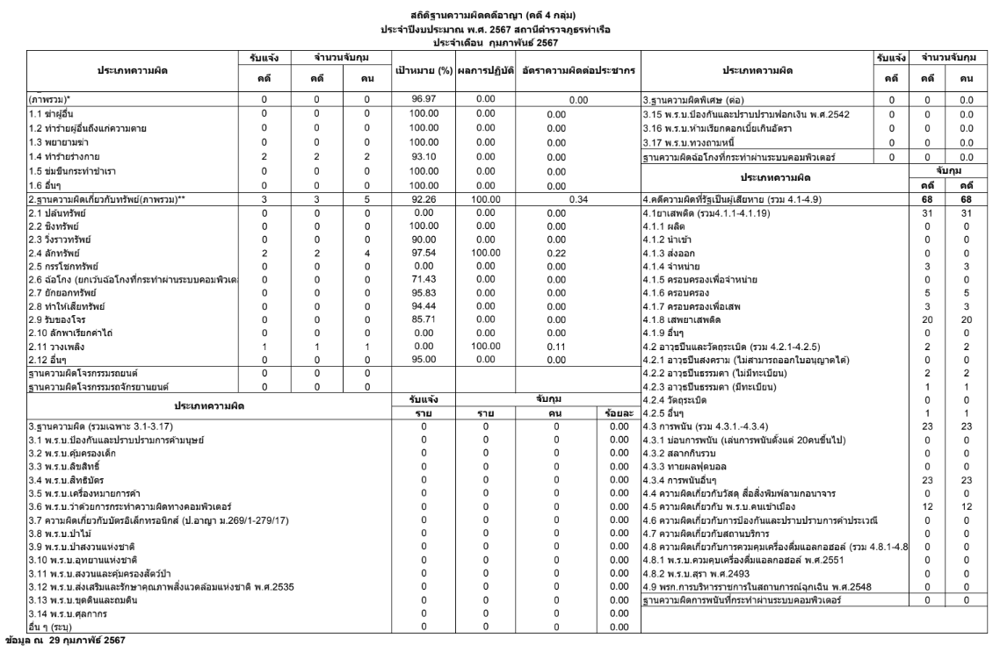 สถิติฐานความผิดคดีอาญา (คดี 4 กลุ่ม)
ประจำปีงบประมาณ พ.ศ. 2567 สถานีตำรวจภูธรท่าเรือ
ประจำเดือน กุมภาพันธ์ 2567
ประเภทความผิด รับแจ้ง จำนวนจับกุม เป้าหมาย (%) ผลการปฏิบัติ อัตราความผิดต่อประชากร
คดี คดี คน
(ภาพรวม)* 0 0 0 96.97 0.00 0.00
1.1 ฆ่าผู้อื่น 0 0 0 100.00 0.00 0.00
1.2 ทำร้ายผู้อื่นถึงแก่ความตาย 0 0 0 100.00 0.00 0.00
1.3 พยายามฆ่า 0 0 0 100.00 0.00 0.00
1.4 ทำร้ายร่างกาย 2 2 2 93.10 0.00 0.00
1.5 ข่มขืนกระทำชำเรา 0 0 0 100.00 0.00 0.00
1.6 อื่นๆ 0 0 0 100.00 0.00 0.00
2.ฐานความผิดเกี่ยวกับทรัพย์(ภาพรวม)** 3 3 5 92.26 100.00 0.34
2.1 ปล้นทรัพย์ 0 0 0 0.00 0.00 0.00
2.2 ชิงทรัพย์ 0 0 0 100.00 0.00 0.00
2.3 วิ่งราวทรัพย์ 0 0 0 90.00 0.00 0.00
2.4 ลักทรัพย์ 2 2 4 97.54 100.00 0.22
2.5 กรรโชกทรัพย์ 0 0 0 0.00 0.00 0.00
2.6 ฉ้อโกง (ยกเว้นฉ้อโกงที่กระทำผ่านระบบคอมพิวเต 0 0 0 71.43 0.00 0.00
2.7 ยักยอกทรัพย์ 0 0 0 95.83 0.00 0.00
2.8 ทำให้เสียทรัพย์ 0 0 0 94.44 0.00 0.00
2.9 รับของโจร 0 0 0 85.71 0.00 0.00
2.10 ลักพาเรียกค่าไถ่ 0 0 0 0.00 0.00 0.00
2.11 วางเพลิง 1 1 1 0.00 100.00 0.11
2.12 อื่นๆ 0 0 0 95.00 0.00 0.00
ฐานความผิดโจรกรรมรถยนต์ 0 0 0
ฐานความผิดโจรกรรมรถจักรยานยนต์ 0 0 0
ประเภทความผิด รับแจ้ง จับกุม
ราย ราย คน ร้อยละ
3.ฐานความผิด (รวมเฉพาะ 3.1-3.17) 0 0 0 0.00
3.1 พ.ร.บ.ป้องกันและปราบปรามการค้ามนุษย์ 0 0 0 0.00
3.2 พ.ร.บ.คุ้มครองเด็ก 0 0 0 0.00
3.3 พ.ร.บ.ลิขสิทธิ์ 0 0 0 0.00
3.4 พ.ร.บ.สิทธิบัตร 0 0 0 0.00
3.5 พ.ร.บ.เครื่องหมายการค้า 0 0 0 0.00
3.6 พ.ร.บ.ว่าด้วยการกระทำความผิดทางคอมพิวเตอร์ 0 0 0 0.00
3.7 ความผิดเกี่ยวกับบัตรอิเล็กทรอนิกส์ (ป.อาญา ม.269/1-279/17) 0 0 0 0.00
3.8 พ.ร.บ.ป่าไม้ 0 0 0 0.00
3.9 พ.ร.บ.ป่าสงวนแห่งชาติ 0 0 0 0.00
3.10 พ.ร.บ.อุทยานแห่งชาติ 0 0 0 0.00
3.11 พ.ร.บ.สงวนและคุ้มครองสัตว์ป่า 0 0 0 0.00
3.12 พ.ร.บ.ส่งเสริมและรักษาคุณภาพสิ่งแวดล้อมแห่งชาติ พ.ศ.2535 0 0 0 0.00
3.13 พ.ร.บ.ขุดดินและถมดิน 0 0 0 0.00
3.14 พ.ร.บ.ศุลกากร 0 0 0 0.00
อื่น ๆ (ระบุ) 0 0 0 0.00
ประเภทความผิด รับแจ้ง จำนวนจับกุม
คดี คดี คน
3.ฐานความผิดพิเศษ (ต่อ) 0 0 0.0
3.15 พ.ร.บ.ป้องกันและปราบปรามฟอกเงิน พ.ศ.2542 0 0 0.0
3.16 พ.ร.บ.ห้ามเรียกดอกเบี้ยเกินอัตรา 0 0 0.0
3.17 พ.ร.บ.ทวงถามหนี้ 0 0 0.0
ฐานความผิดฉ้อโกงที่กระทำผ่านระบบคอมพิวเตอร์ 0 0 0.0
ประเภทความผิด จับกุม
คดี คดี
4.คดีความผิดที่รัฐเป็นผู้เสียหาย (รวม 4.1-4.9) 68 68
4.1ยาเสพติด (รวม4.1.1-4.1.19) 31 31
4.1.1 ผลิต 0 0
4.1.2 นำเข้า 0 0
4.1.3 ส่งออก 0 0
4.1.4 จำหน่าย 3 3
4.1.5 ครอบครองเพื่อจำหน่าย 0 0
4.1.6 ครอบครอง 5 5
4.1.7 ครอบครองเพื่อเสพ 3 3
4.1.8 เสพยาเสพติด 20 20
4.1.9 อื่นๆ 0 0
4.2 อาวุธปืนและวัตถุระเบิด (รวม 4.2.1-4.2.5) 2 2
4.2.1 อาวุธปืนสงคราม (ไม่สามารถออกใบอนุญาตได้) 0 0
4.2.2 อาวุธปืนธรรมดา (ไม่มีทะเบียน) 2 2
4.2.3 อาวุธปืนธรรมดา (มีทะเบียน) 1 1
4.2.4 วัตถุระเบิด 0 0
4.2.5 อื่นๆ 1 1
4.3 การพนัน (รวม 4.3.1.-4.3.4) 23 23
4.3.1 บ่อนการพนัน (เล่นการพนันตั้งแต่ 20คนขึ้นไป) 0 0
4.3.2 สลากกินรวบ 0 0
4.3.3 ทายผลฟุตบอล 0 0
4.3.4 การพนันอื่นๆ 23 23
4.4 ความผิดเกี่ยวกับวัสดุ สื่อสิ่งพิมพ์ลามกอนาจาร 0 0
4.5 ความผิดเกี่ยวกับ พ.ร.บ.คนเข้าเมือง 12 12
4.6 ความผิดเกี่ยวกับการป้องกันและปราบปรามการค้าประเวณี 0 0
4.7 ความผิดเกี่ยวกับสถานบริการ 0 0
4.8 ความผิดเกี่ยวกับการควบคุมเครื่องดื่มแอลกอฮอล์ (รวม 4.8.1-4.8 0 0
4.8.1 พ.ร.บ.ควบคุมเครื่องดื่มแอลกอฮอล์ พ.ศ.2551 0 0
4.8.2 พ.ร.บ.สุรา พ.ศ.2493 0 0
4.9 พรก.การบริหารราชการในสถานการณ์ฉุกเฉิน พ.ศ.2548 0 0
ฐานความผิดการพนันที่กระทำผ่านระบบคอมพิวเตอร์ 0 0
ข้อมูล ณ 29 กุมภาพัธ์ 2567